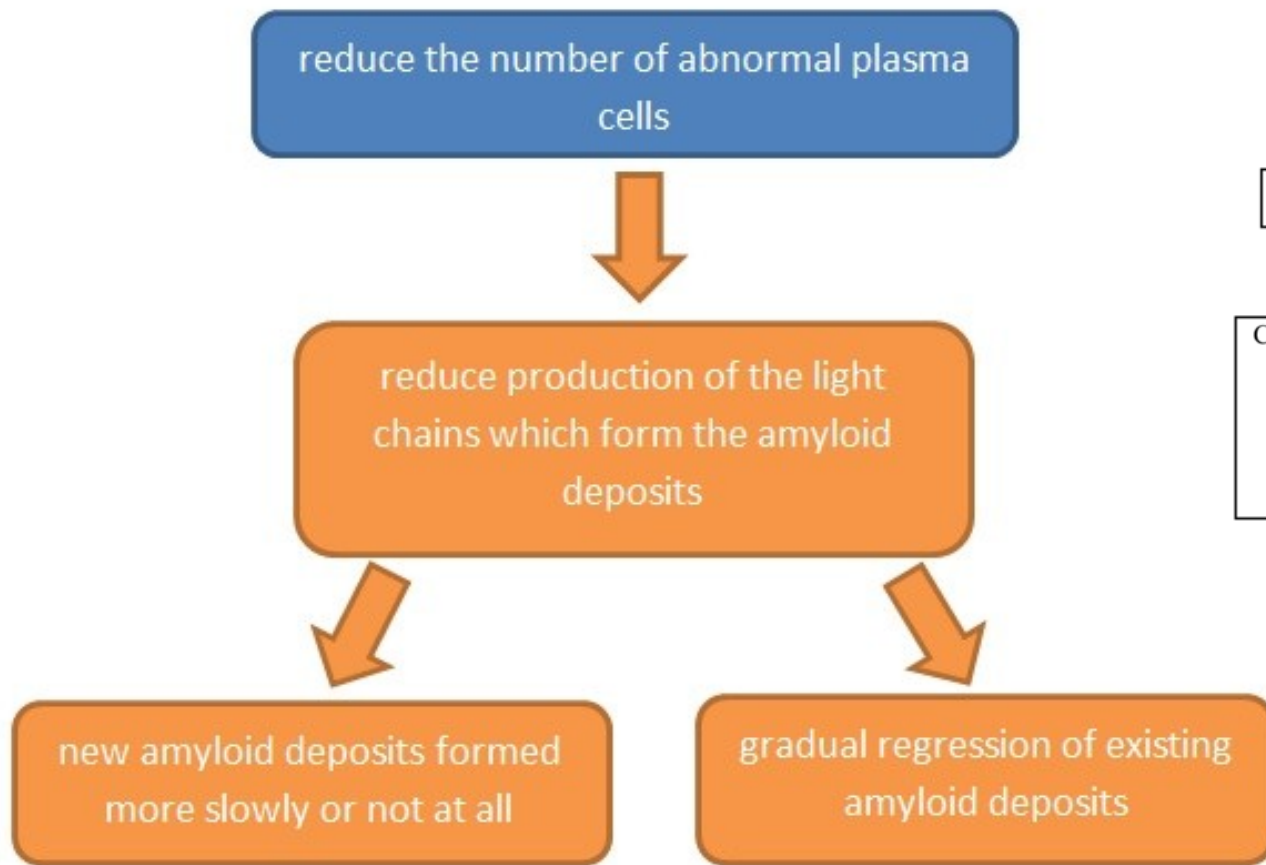 reduce the number of abnormal plasma
cells
reduce production of the light
chains which form the amyloid
deposits
C
new amyloid deposits formed
more slowly or not at all
gradual regression of existing
amyloid deposits